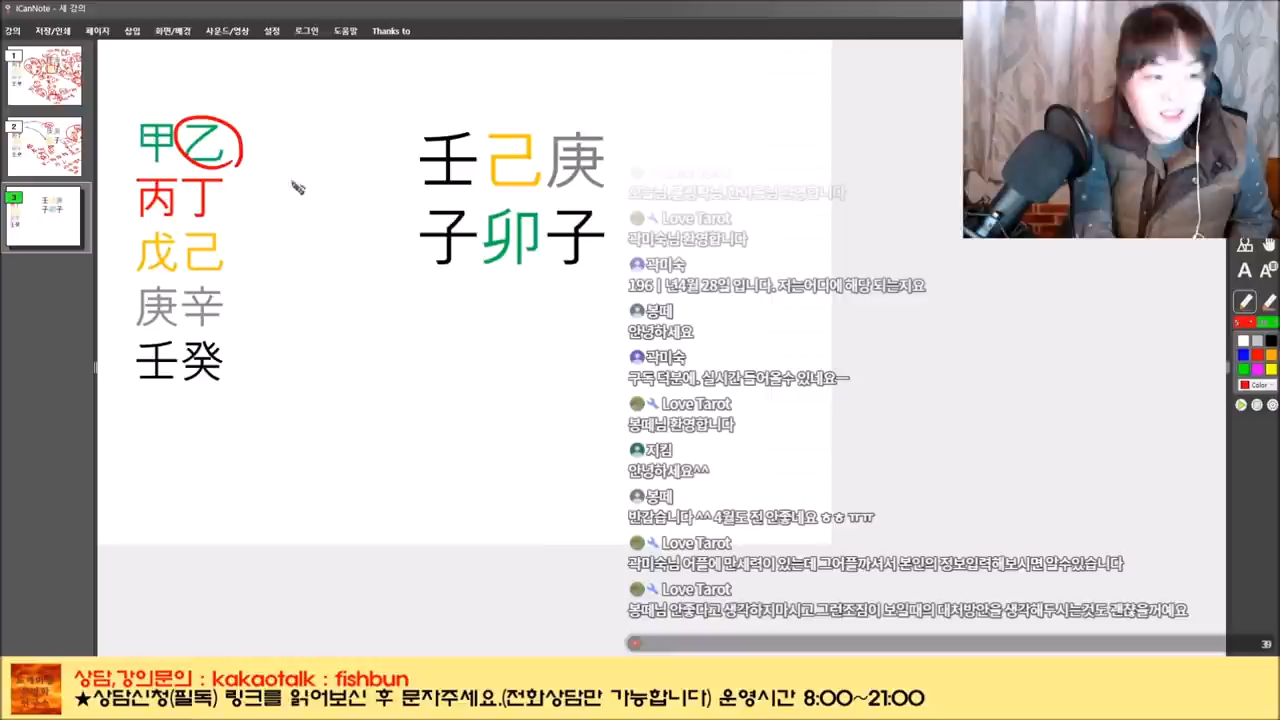 ICanNote - 새 강의
강의 저장/인쇄 페이지 삽입 화면/배경 사운드/영상 설정 로그인 도움말 Thanks to
1
2
3
甲乙
丙丁
戊己
庚辛
壬癸
壬己庚
子卯子
Love Tarot
곽미숙님 환영합니다
곽미숙
196ㅣ년4월 28일 입니다. 저는어디에 해당 되는지요
봉떼
안녕하세요
곽미숙
구독 덕분에. 실시간 들어올수 있네요ㅡ
Love Tarot
봉떼님 환영합니다
지킴
안녕하세요^^
봉떼
반갑습니다 ^^ 4월도 전 안좋네요 ㅎㅎ ㅠㅠ
Love Tarot
곽미숙님 어플에 만세력이 있는데 그어플까셔서 본인의 정보입력해보시면 알수있습니다
Love Tarot
봉떼님 안좋다고 생각하지마시고 그런조짐이 보일때의 대처방안을 생각해두시는것도 괜찮을꺼에요
39
A A
Color
상담,강의문의 : kakaotalk : fishbun
★상담신청(필독) 링크를 읽어보신 후 문자주세요.(전화상담만 가능합니다) 운영시간 8:00~21:00